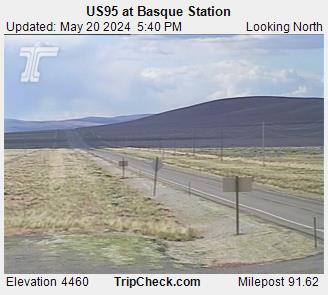 US95 at Basque Station
Updated: May 20 2024 5:40 PM Looking North
Elevation 4460 TripCheck.com Milepost 91.62